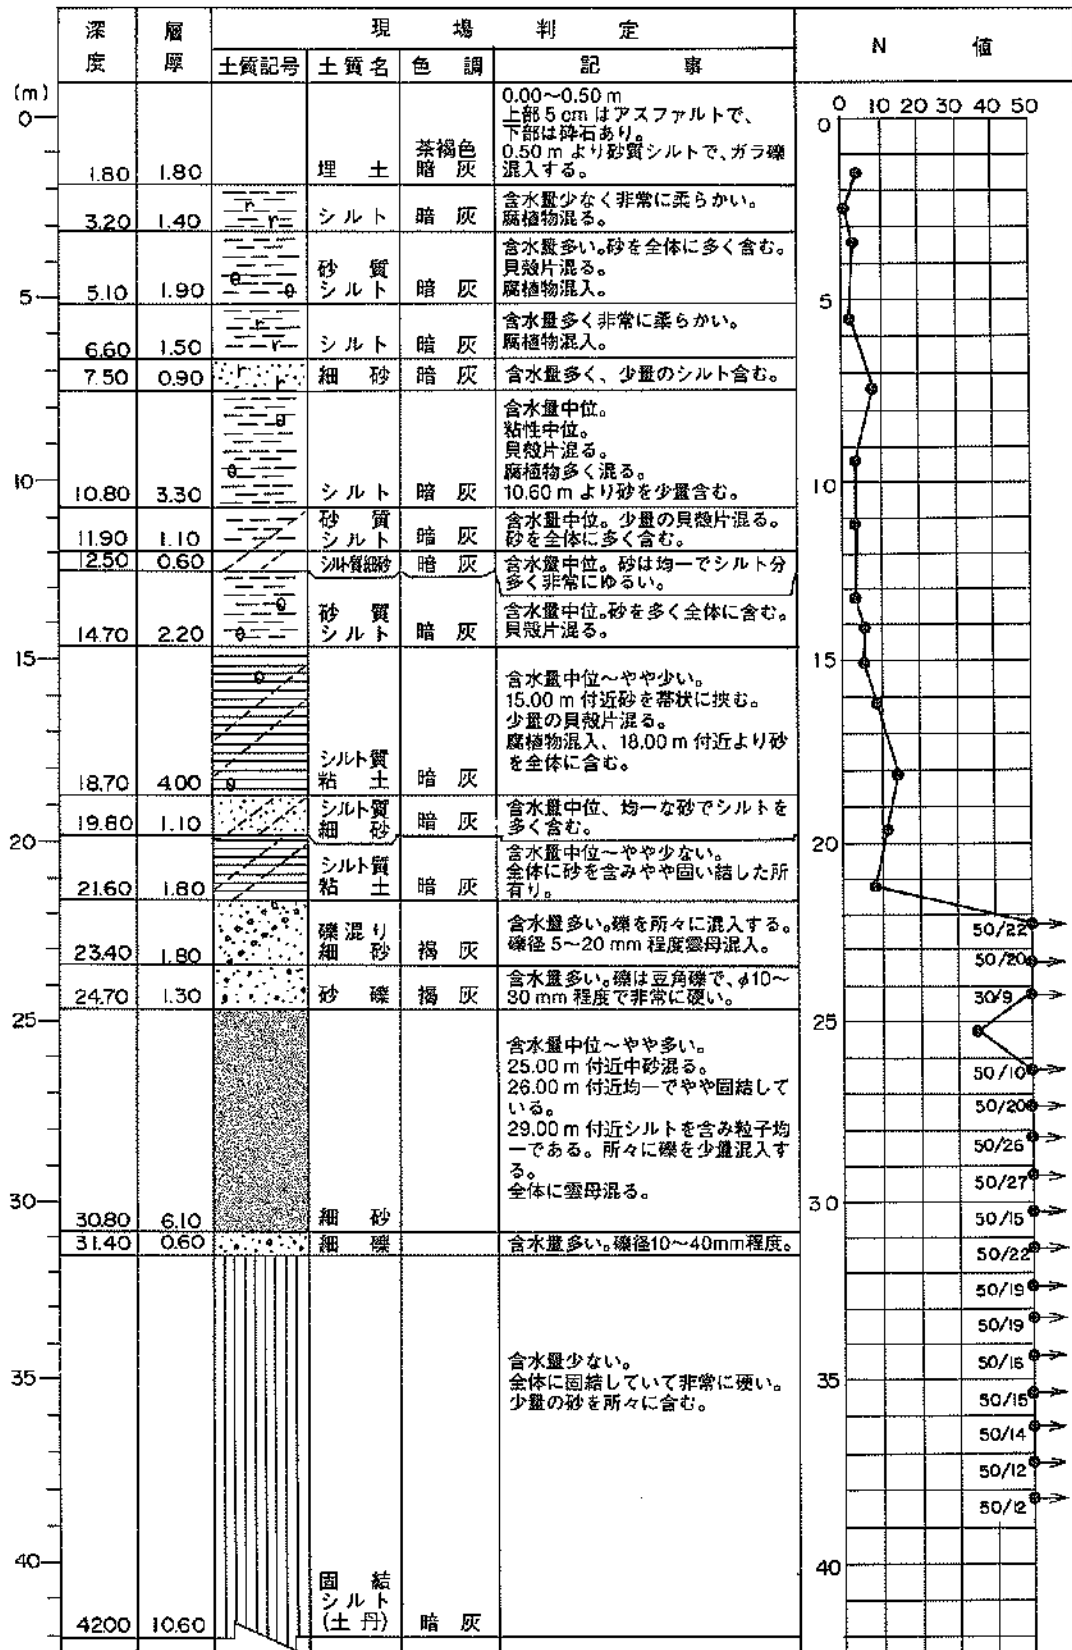 深度
層厚
現場判定
N 値
土質記号
土質名
色調
記事
(m)
0
5
10
15
20
25
30
35
40
1.80 1.80 埋土 茶褐色 暗灰
0.00～0.50 m
上部 5 cm はアスファルトで、
下部は砕石あり。
0.50 m より砂質シルトで、ガラ礫
混入する。
3.20 1.40 シルト 暗灰
含水量少なく非常に柔らかい。
腐植物混る。
5.10 1.90 砂質シルト 暗灰
含水量多い。砂を全体に多く含む。
貝殻片混る。
腐植物混入。
6.60 1.50 シルト 暗灰
含水量多く非常に柔らかい。
腐植物混入。
7.50 0.90 細砂 暗灰
含水量多く、少量のシルト含む。
10.80 3.30 シルト 暗灰
含水量中位。
粘性中位。
貝殻片混る。
腐植物多く混る。
10.60 m より砂を少量含む。
11.90 1.10 砂質シルト 暗灰
含水量中位。少量の貝殻片混る。
砂を全体に多く含む。
12.50 0.60 シルト質細砂 暗灰
含水量中位。砂は均一でシルト分
多く非常にゆるい。
14.70 2.20 砂質シルト 暗灰
含水量中位。砂を多く全体に含む。
貝殻片混る。
18.70 4.00 シルト質粘土 暗灰
含水量中位～やや少い。
15.00 m 付近砂を帯状に挟む。
少量の貝殻片混る。
腐植物混入、18.00 m 付近より砂
を全体に含む。
19.80 1.10 シルト質細砂 暗灰
含水量中位、均一な砂でシルトを
多く含む。
21.60 1.80 シルト質粘土 暗灰
含水量中位～やや少ない。
全体に砂を含みやや固い結した所
有り。
23.40 1.80 礫混り細砂 褐灰
含水量多い。礫を所々に混入する。
礫径 5～20 mm 程度雲母混入。
24.70 1.30 砂礫 褐灰
含水量多い。礫は豆角礫で、φ10～
30 mm 程度で非常に硬い。
30.80 6.10 細砂
含水量中位～やや多い。
25.00 m 付近中砂混る。
26.00 m 付近均一でやや固結して
いる。
29.00 m 付近シルトを含み粒子均
一である。所々に礫を少量混入す
る。
全体に雲母混る。
31.40 0.60 細礫
含水量多い。礫径10～40mm程度。
42.00 10.60 固結シルト(土丹) 暗灰
含水量少ない。
全体に固結していて非常に硬い。
少量の砂を所々に含む。
0 10 20 30 40 50
0
5
10
15
20
50/22
50/20
30/9
25
50/10
50/20
50/26
50/27
30
50/15
50/22
50/19
50/19
50/16
35
50/15
50/14
50/12
50/12
40